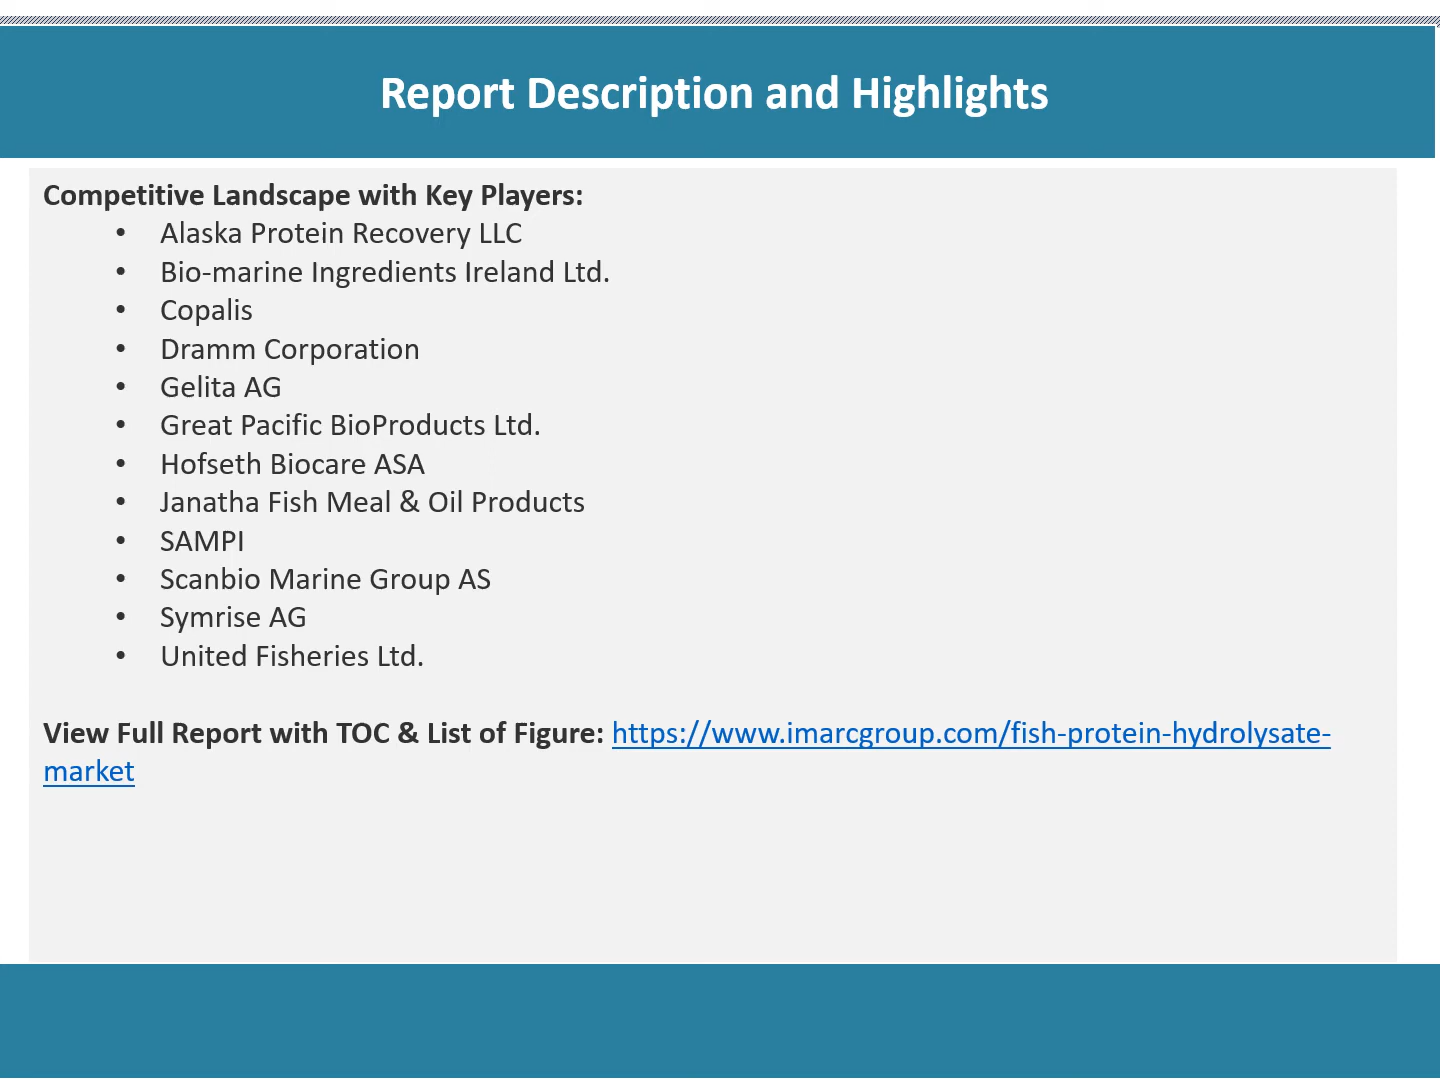 Report Description and Highlights
Competitive Landscape with Key Players:
• Alaska Protein Recovery LLC
• Bio-marine Ingredients Ireland Ltd.
• Copalis
• Dramm Corporation
• Gelita AG
• Great Pacific BioProducts Ltd.
• Hofseth Biocare ASA
• Janatha Fish Meal & Oil Products
• SAMPI
• Scanbio Marine Group AS
• Symrise AG
• United Fisheries Ltd.
View Full Report with TOC & List of Figure: https://www.imarcgroup.com/fish-protein-hydrolysate-
market